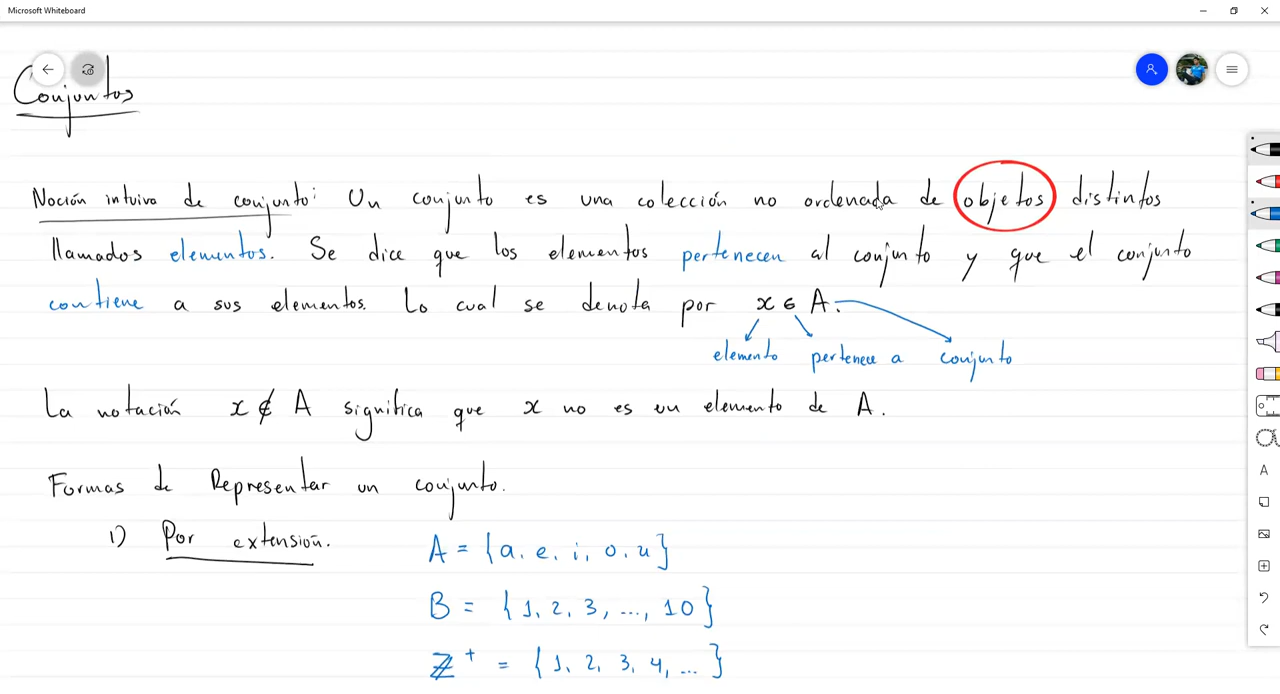 Microsoft Whiteboard
Conjuntos
Noción intuiva de conjunto: Un conjunto es una colección no ordenada de objetos distintos
llamados elementos. Se dice que los elementos pertenecen al conjunto y que el conjunto
contiene a sus elementos. Lo cual se denota por x ∈ A.
elemento pertenece a conjunto
La notación x ∉ A significa que x no es un elemento de A.
Formas de Representar un conjunto.
1) Por extensión. A = {a, e, i, o, u}
B = {1, 2, 3, ..., 10}
ℤ⁺ = {1, 2, 3, 4, ... }
A